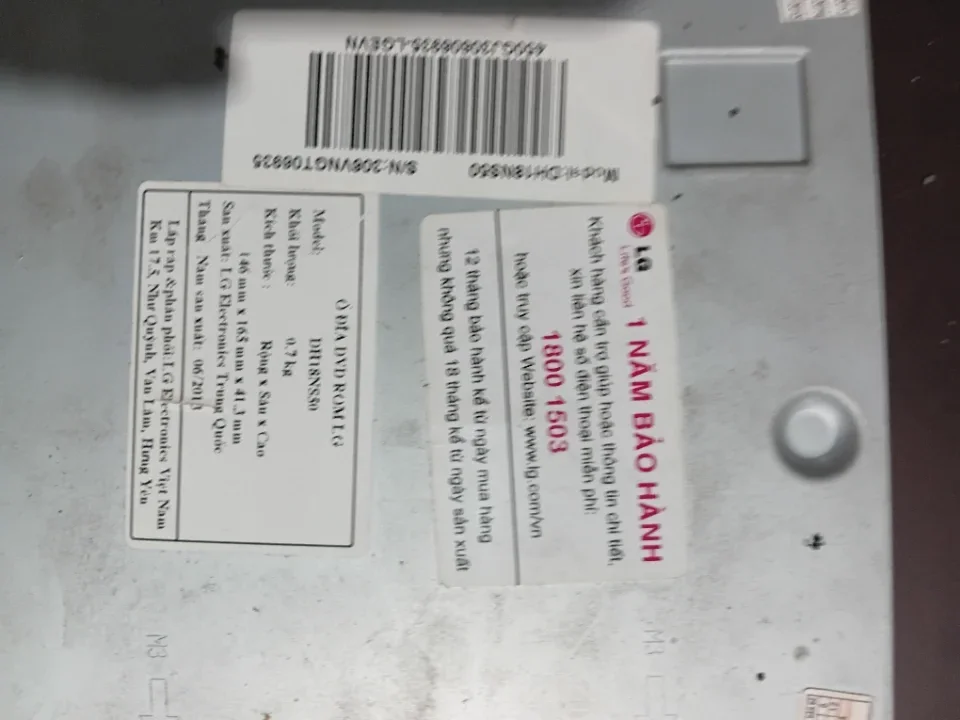 Model:DH18NS50 S/N:306VNGT06935
400GJ30606935-LGEVN
Ổ ĐĨA DVD ROM LG
Model: DH18NS50
Khối lượng: 0.7 kg
Kích thước : Rộng x Sâu x Cao
146 mm x 165 mm x 41,3 mm
Sản xuất: LG Electronics Trung Quốc
Tháng Năm sản xuất: 06/2013
Lắp ráp &phân phối:LG Electronics Việt Nam
Km 17.5, Như Quỳnh, Văn Lâm, Hưng Yên
LG
Life's Good
1 NĂM BẢO HÀNH
Khách hàng cần trợ giúp hoặc thông tin chi tiết,
xin liên hệ số điện thoại miễn phí:
1800 1503
hoặc truy cập Website: www.lg.com/vn
12 tháng bảo hành kể từ ngày mua hàng
nhưng không quá 18 tháng kể từ ngày sản xuất
M3
M3